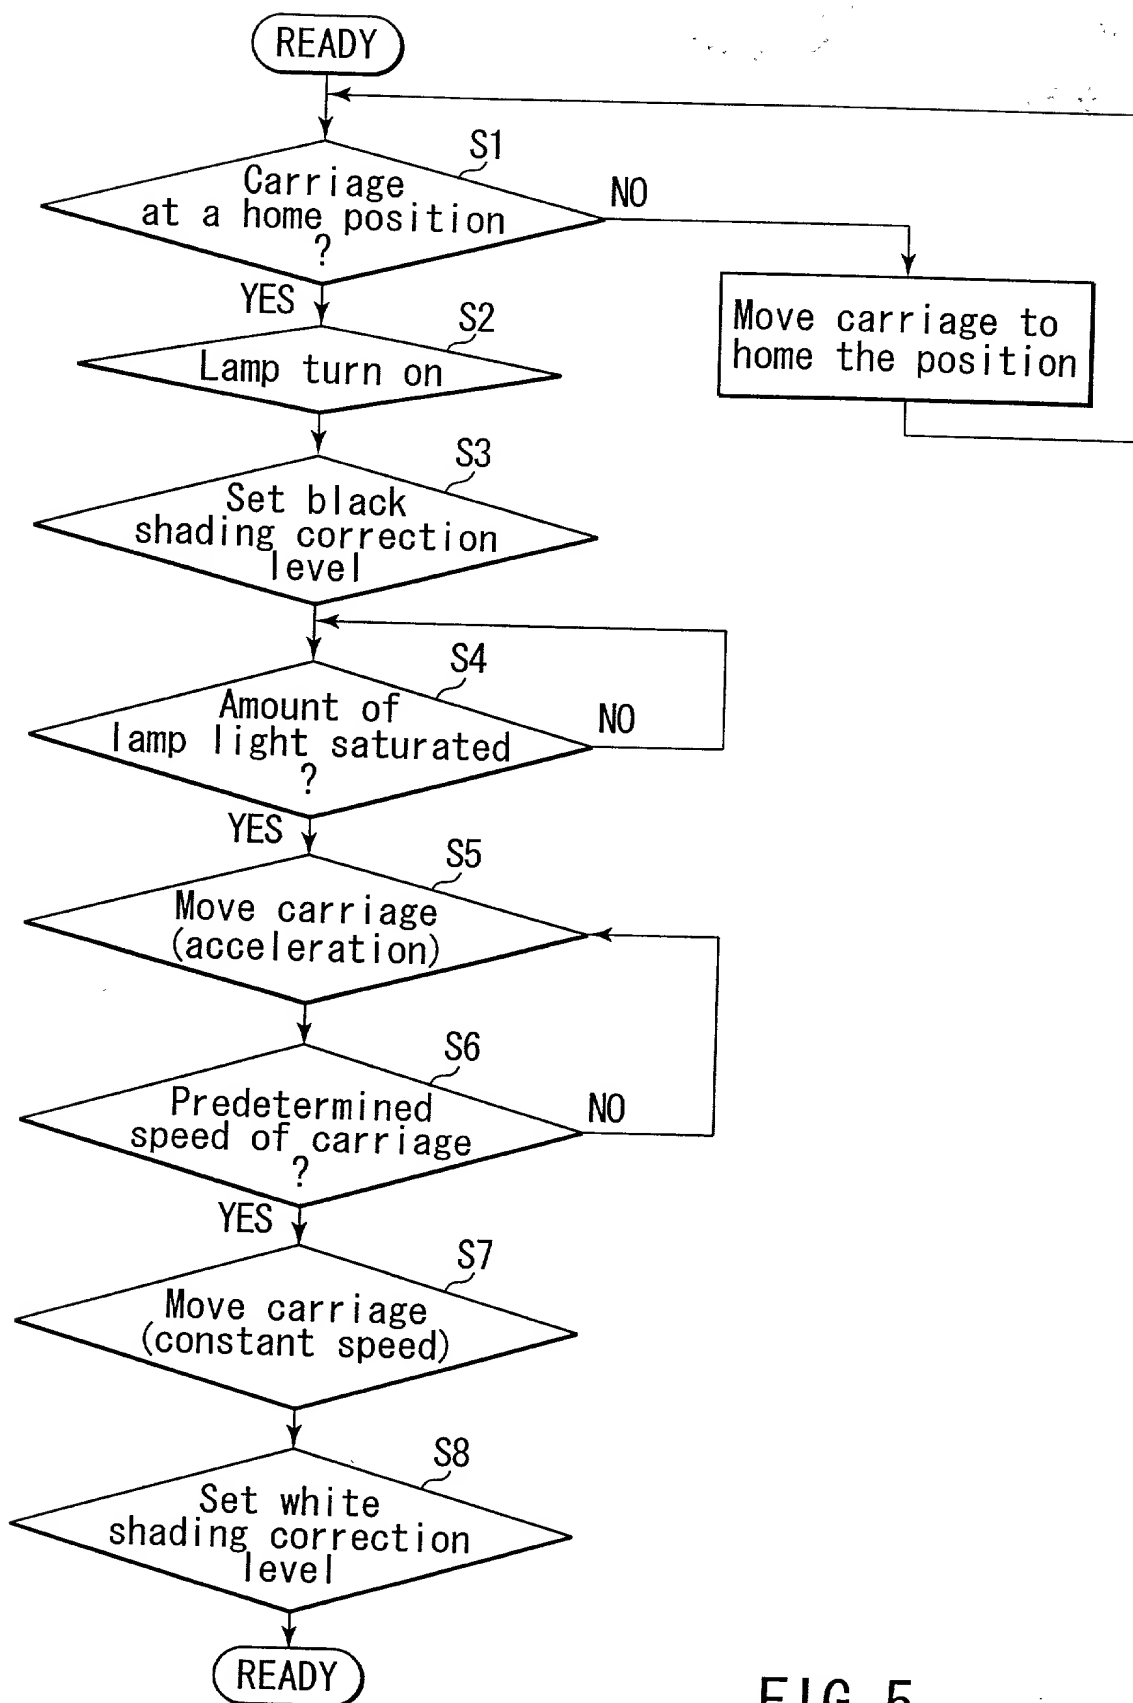 READY
S1
Carriage
at a home position
?
NO
YES
Move carriage to
home the position
S2
Lamp turn on
S3
Set black
shading correction
level
S4
Amount of
lamp light saturated
?
NO
YES
S5
Move carriage
(acceleration)
S6
Predetermined
speed of carriage
?
NO
YES
S7
Move carriage
(constant speed)
S8
Set white
shading correction
level
READY
FIG. 5